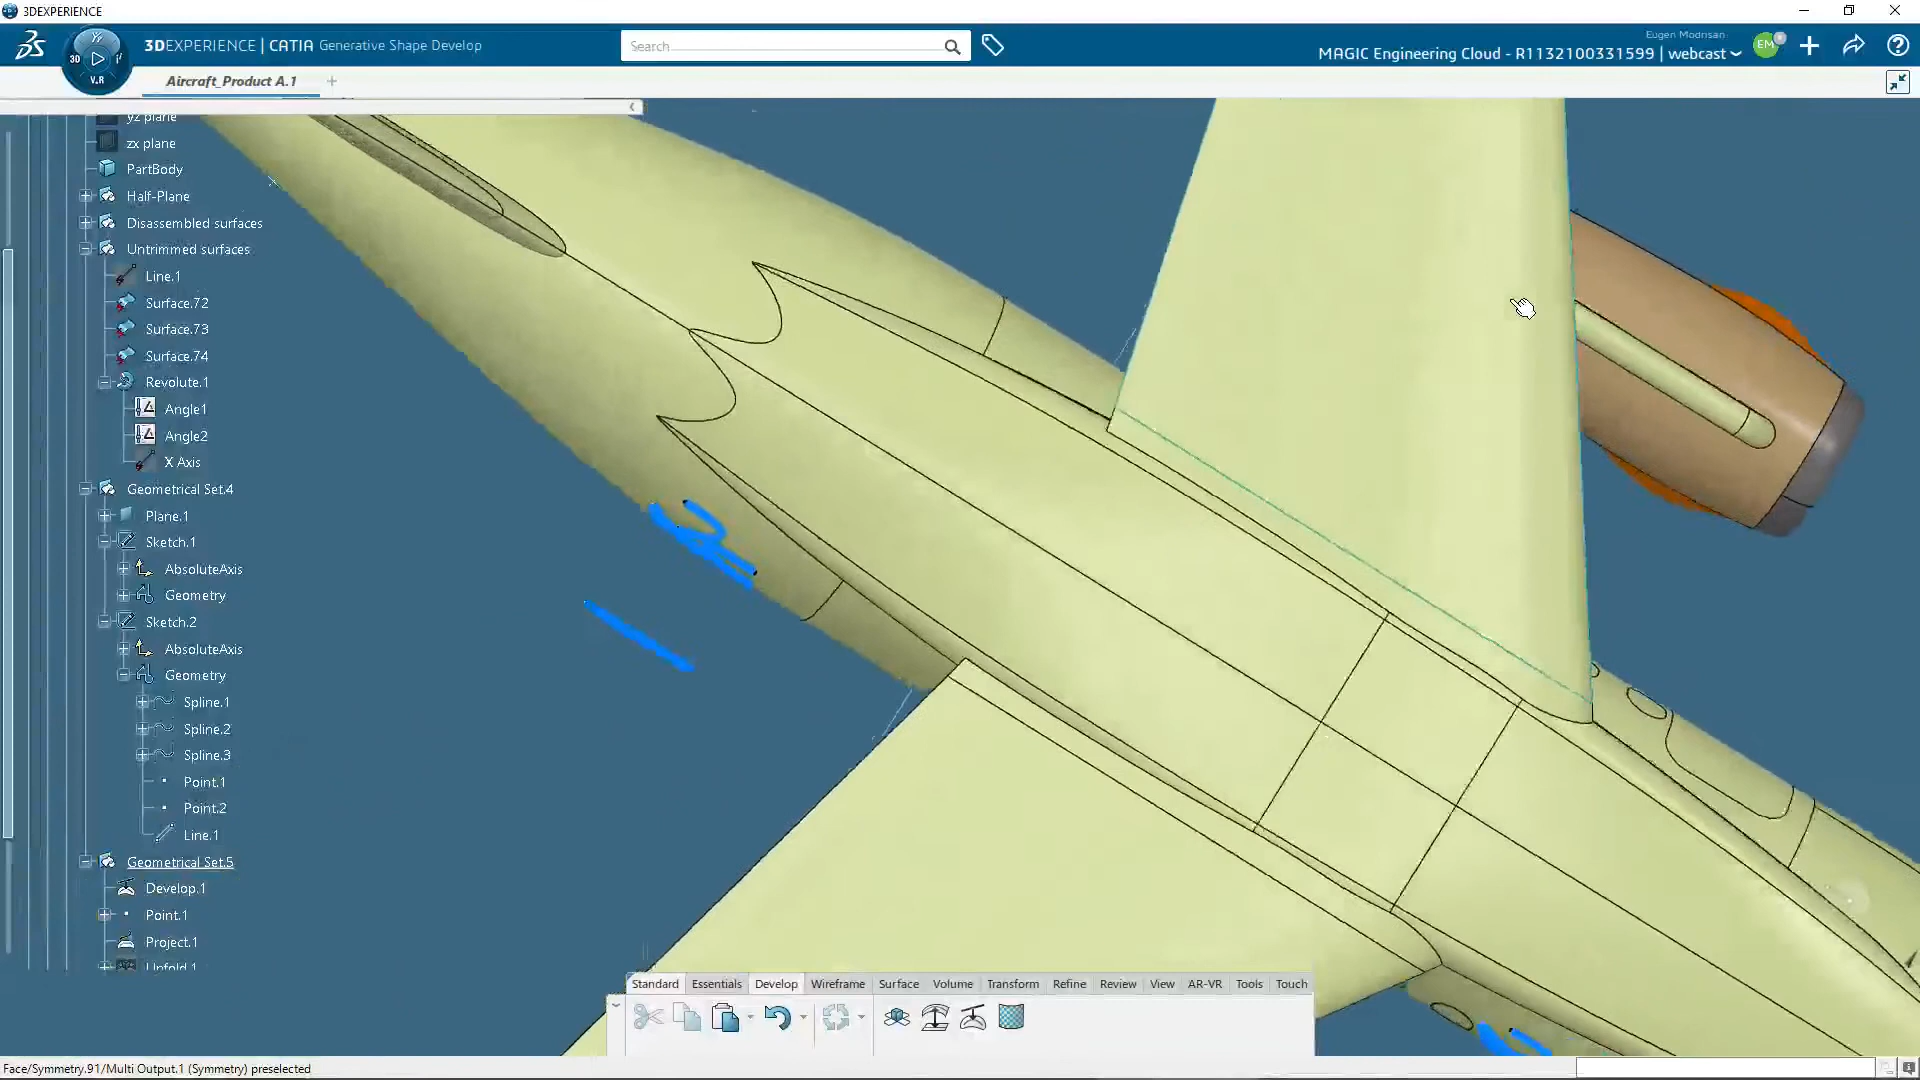 3DEXPERIENCE
3DEXPERIENCE | CATIA Generative Shape Develop
3D
V.R
Search
Eugen Modrisan
MAGIC Engineering Cloud - R1132100331599 | webcast
EM
Aircraft_Product A.1
yz plane
zx plane
PartBody
Half-Plane
Disassembled surfaces
Untrimmed surfaces
Line.1
Surface.72
Surface.73
Surface.74
Revolute.1
Angle1
Angle2
X Axis
Geometrical Set.4
Plane.1
Sketch.1
AbsoluteAxis
Geometry
Sketch.2
AbsoluteAxis
Geometry
Spline.1
Spline.2
Spline.3
Point.1
Point.2
Line.1
Geometrical Set.5
Develop.1
Point.1
Project.1
Unfold.1
Standard Essentials Develop Wireframe Surface Volume Transform Refine Review View AR-VR Tools Touch
Face/Symmetry.91/Multi Output.1 (Symmetry) preselected